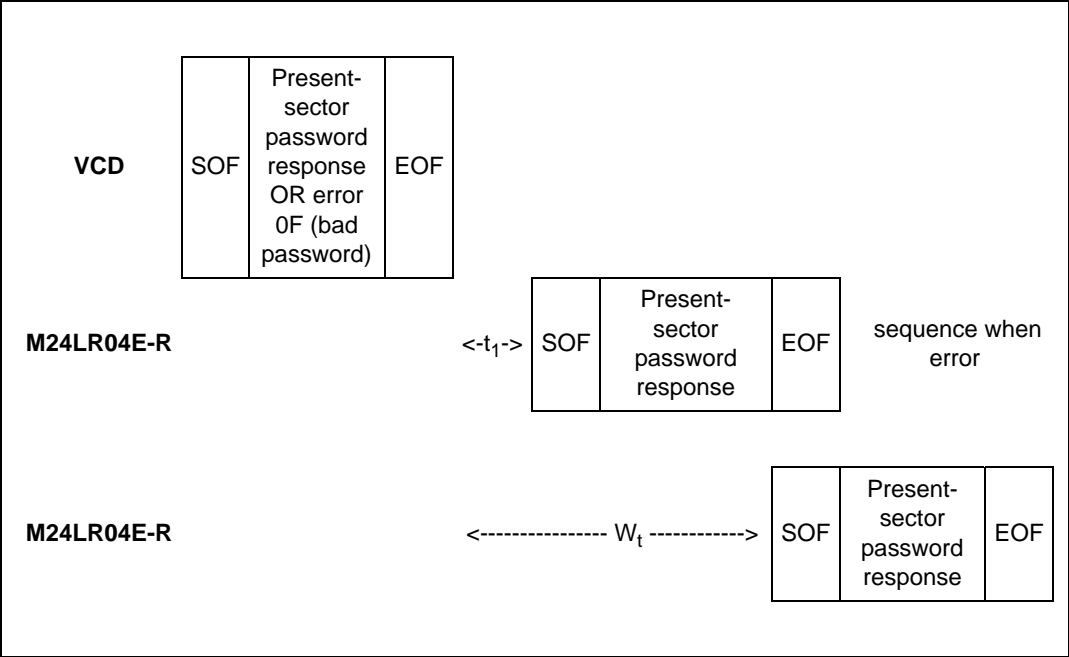 VCD
SOF
Present-
sector
password
response
OR error
0F (bad
password)
EOF
M24LR04E-R
<-t1->
SOF
Present-
sector
password
response
EOF
sequence when
error
M24LR04E-R
<---------------- Wt ------------>
SOF
Present-
sector
password
response
EOF